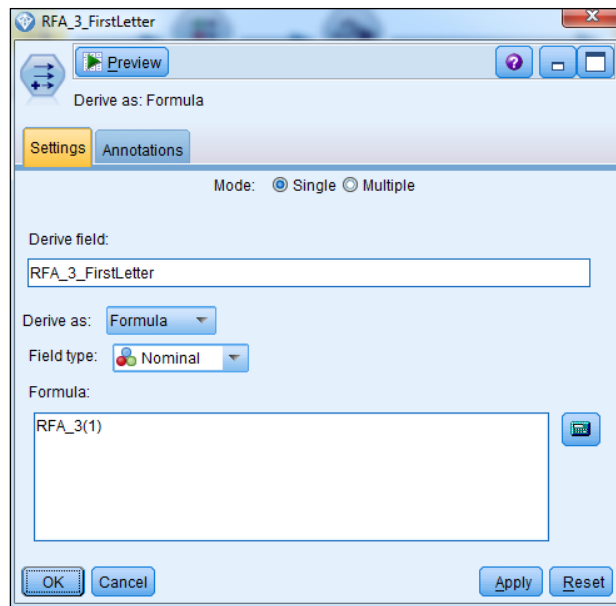 RFA_3_FirstLetter
Preview
Derive as: Formula
Settings Annotations
Mode: Single Multiple
Derive field:
RFA_3_FirstLetter
Derive as: Formula
Field type: Nominal
Formula:
RFA_3(1)
OK Cancel Apply Reset